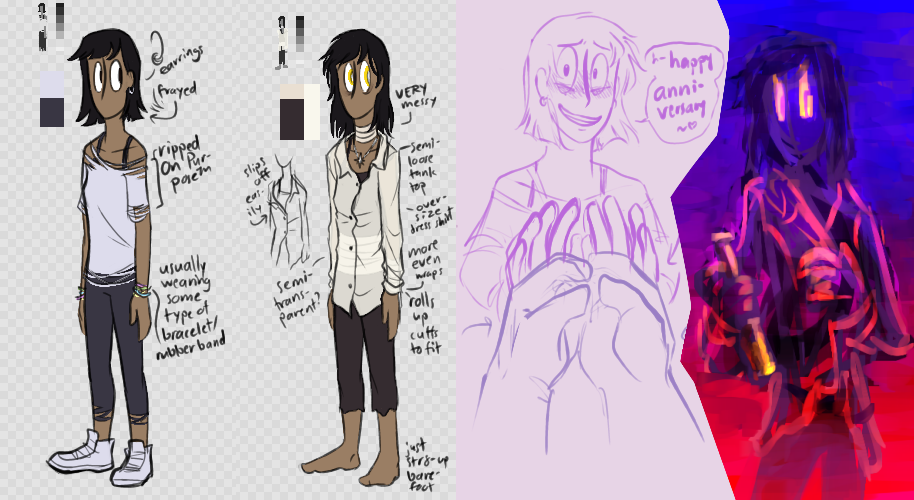 earrings
frayed
ripped
on pur-
pose
usually
wearing
some
type of
bracelet/
rubberband
VERY
messy
slips
off
eas-
ily
semi-
loose
tank
top
over-
size
dress shirt
more
even
wraps
semi-
trans-
parent?
rolls
up
cuffs
to fit
just
str8-up
bare-
foot
h-happy
anni-
versary
~♡